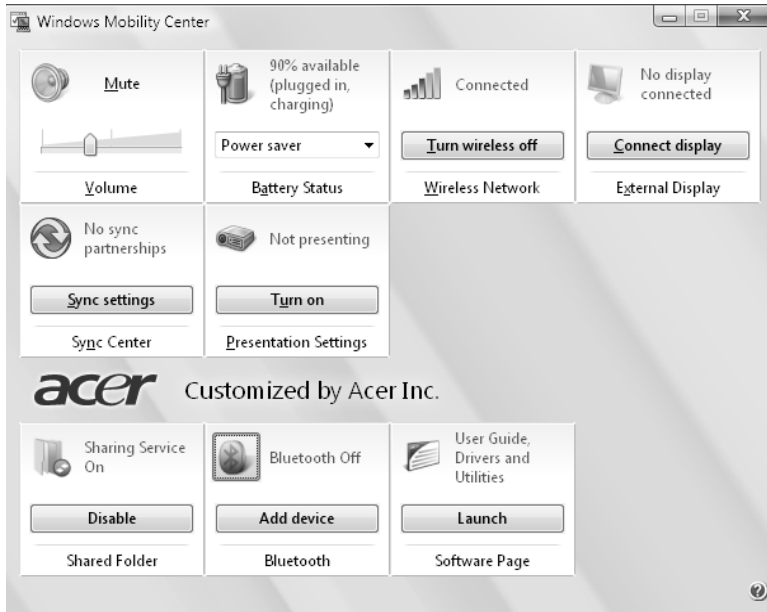 Windows Mobility Center
Mute
Volume
90% available
(plugged in,
charging)
Power saver
Battery Status
Connected
Turn wireless off
Wireless Network
No display
connected
Connect display
External Display
No sync
partnerships
Sync settings
Sync Center
Not presenting
Turn on
Presentation Settings
acer Customized by Acer Inc.
Sharing Service
On
Disable
Shared Folder
Bluetooth Off
Add device
Bluetooth
User Guide,
Drivers and
Utilities
Launch
Software Page